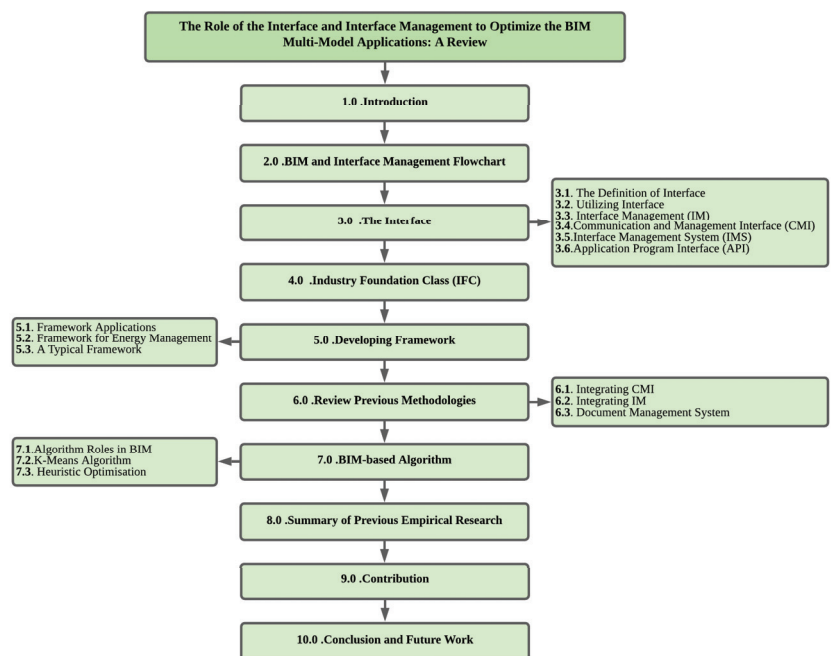 The Role of the Interface and Interface Management to Optimize the BIM
Multi-Model Applications: A Review
1.0 .Introduction
2.0 .BIM and Interface Management Flowchart
3.0 .The Interface
3.1. The Definition of Interface
3.2. Utilizing Interface
3.3. Interface Management (IM)
3.4.Communication and Management Interface (CMI)
3.5.Interface Management System (IMS)
3.6.Application Program Interface (API)
4.0 .Industry Foundation Class (IFC)
5.0 .Developing Framework
5.1. Framework Applications
5.2. Framework for Energy Management
5.3. A Typical Framework
6.0 .Review Previous Methodologies
6.1. Integrating CMI
6.2. Integrating IM
6.3. Document Management System
7.0 .BIM-based Algorithm
7.1.Algorithm Roles in BIM
7.2.K-Means Algorithm
7.3. Heuristic Optimisation
8.0 .Summary of Previous Empirical Research
9.0 .Contribution
10.0 .Conclusion and Future Work